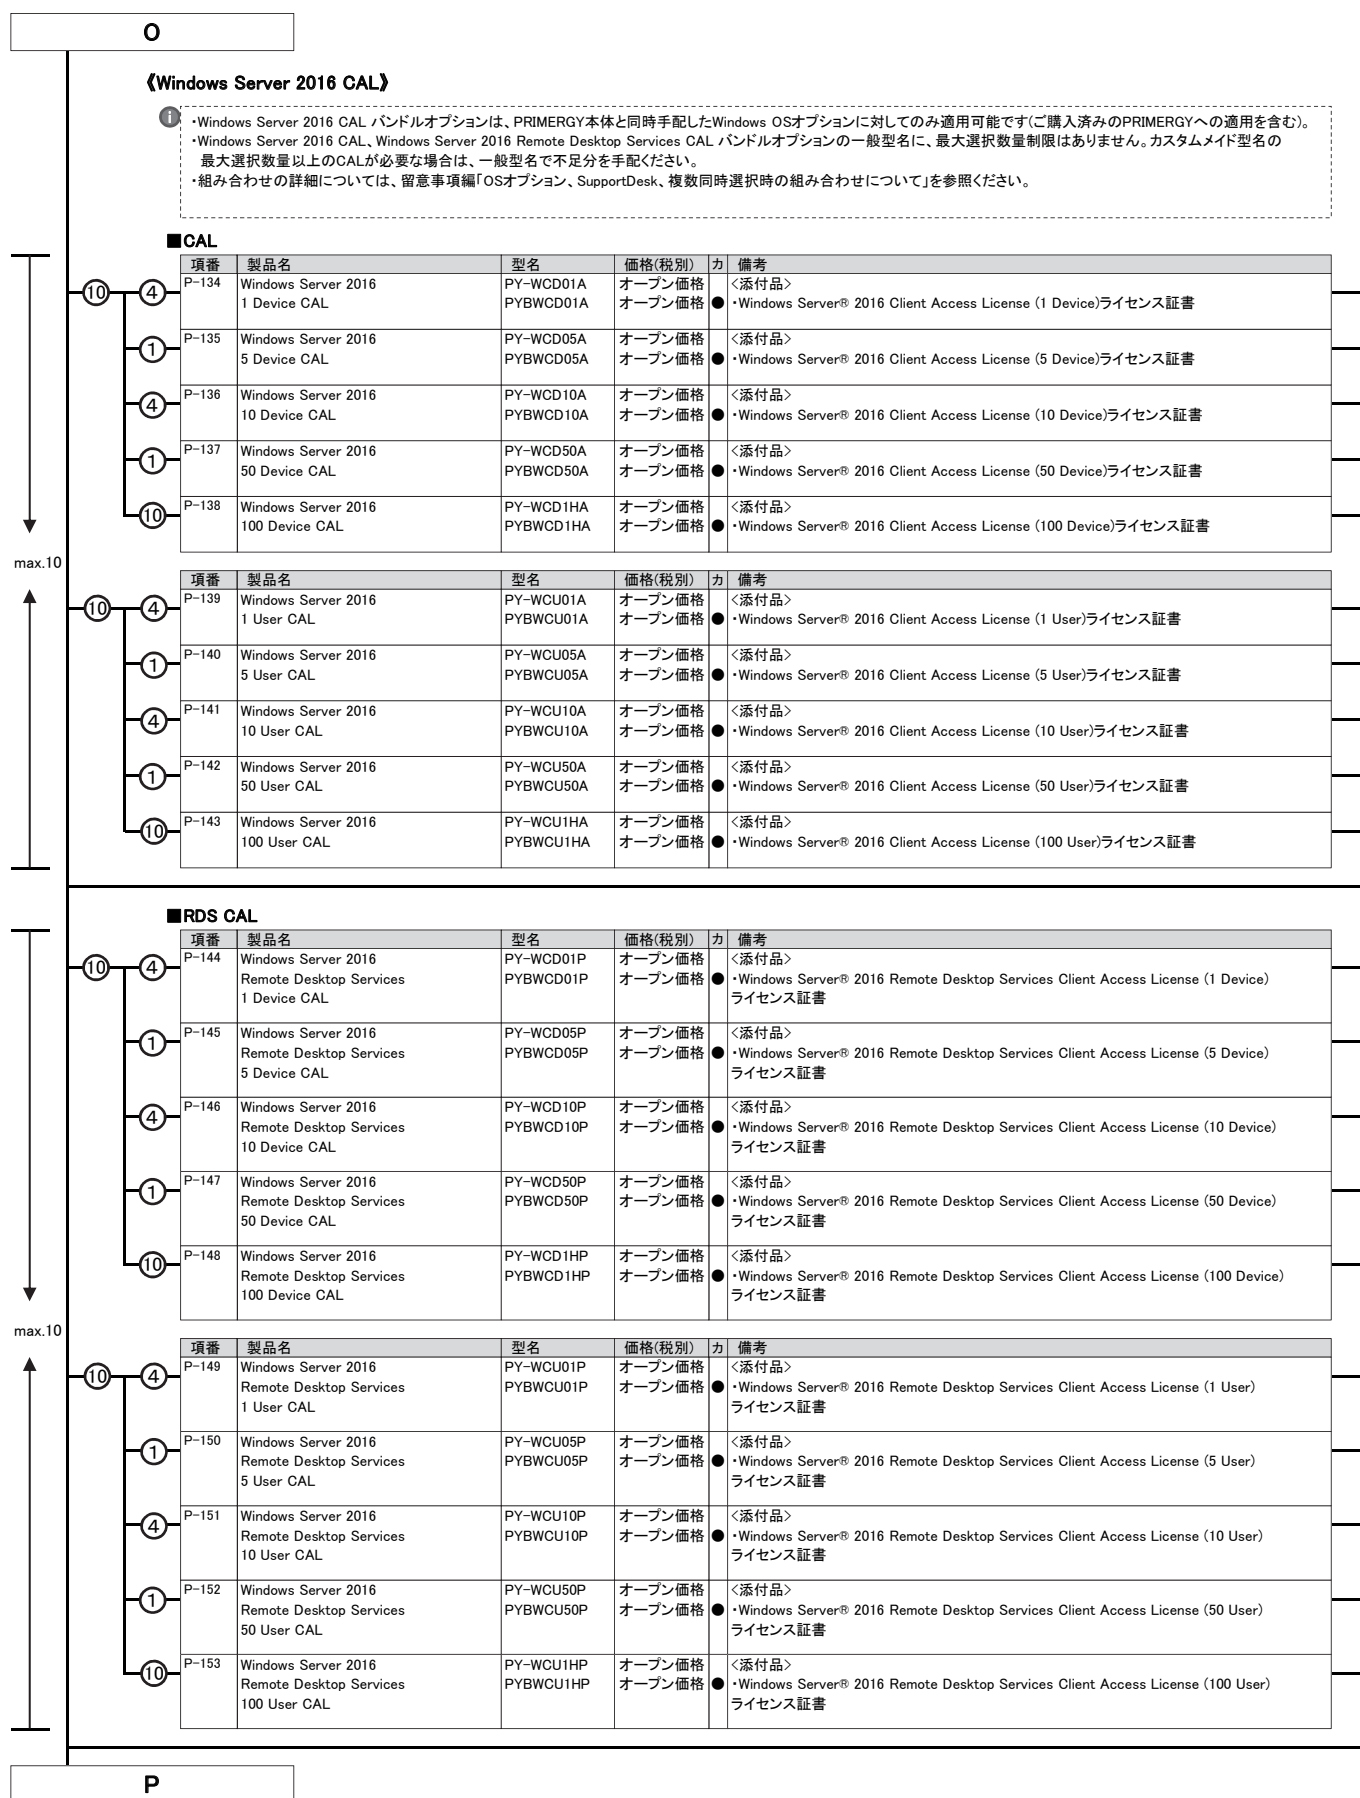 O
《Windows Server 2016 CAL》
i
・Windows Server 2016 CAL バンドルオプションは、PRIMERGY本体と同時手配したWindows OSオプションに対してのみ適用可能です(ご購入済みのPRIMERGYへの適用を含む)。
・Windows Server 2016 CAL、Windows Server 2016 Remote Desktop Services CAL バンドルオプションの一般型名に、最大選択数量制限はありません。カスタムメイド型名の
最大選択数量以上のCALが必要な場合は、一般型名で不足分を手配ください。
・組み合わせの詳細については、留意事項編「OSオプション、SupportDesk、複数同時選択時の組み合わせについて」を参照ください。
■CAL
項番 製品名 型名 価格(税別) カ 備考
10 4 P-134 Windows Server 2016 PY-WCD01A オープン価格 <添付品>
1 Device CAL PYBWCD01A オープン価格 ● ・Windows Server® 2016 Client Access License (1 Device)ライセンス証書
1 P-135 Windows Server 2016 PY-WCD05A オープン価格 <添付品>
5 Device CAL PYBWCD05A オープン価格 ● ・Windows Server® 2016 Client Access License (5 Device)ライセンス証書
4 P-136 Windows Server 2016 PY-WCD10A オープン価格 <添付品>
10 Device CAL PYBWCD10A オープン価格 ● ・Windows Server® 2016 Client Access License (10 Device)ライセンス証書
1 P-137 Windows Server 2016 PY-WCD50A オープン価格 <添付品>
50 Device CAL PYBWCD50A オープン価格 ● ・Windows Server® 2016 Client Access License (50 Device)ライセンス証書
10 P-138 Windows Server 2016 PY-WCD1HA オープン価格 <添付品>
100 Device CAL PYBWCD1HA オープン価格 ● ・Windows Server® 2016 Client Access License (100 Device)ライセンス証書
max.10
項番 製品名 型名 価格(税別) カ 備考
10 4 P-139 Windows Server 2016 PY-WCU01A オープン価格 <添付品>
1 User CAL PYBWCU01A オープン価格 ● ・Windows Server® 2016 Client Access License (1 User)ライセンス証書
1 P-140 Windows Server 2016 PY-WCU05A オープン価格 <添付品>
5 User CAL PYBWCU05A オープン価格 ● ・Windows Server® 2016 Client Access License (5 User)ライセンス証書
4 P-141 Windows Server 2016 PY-WCU10A オープン価格 <添付品>
10 User CAL PYBWCU10A オープン価格 ● ・Windows Server® 2016 Client Access License (10 User)ライセンス証書
1 P-142 Windows Server 2016 PY-WCU50A オープン価格 <添付品>
50 User CAL PYBWCU50A オープン価格 ● ・Windows Server® 2016 Client Access License (50 User)ライセンス証書
10 P-143 Windows Server 2016 PY-WCU1HA オープン価格 <添付品>
100 User CAL PYBWCU1HA オープン価格 ● ・Windows Server® 2016 Client Access License (100 User)ライセンス証書
■RDS CAL
項番 製品名 型名 価格(税別) カ 備考
10 4 P-144 Windows Server 2016 PY-WCD01P オープン価格 <添付品>
Remote Desktop Services PYBWCD01P オープン価格 ● ・Windows Server® 2016 Remote Desktop Services Client Access License (1 Device)
1 Device CAL ライセンス証書
1 P-145 Windows Server 2016 PY-WCD05P オープン価格 <添付品>
Remote Desktop Services PYBWCD05P オープン価格 ● ・Windows Server® 2016 Remote Desktop Services Client Access License (5 Device)
5 Device CAL ライセンス証書
4 P-146 Windows Server 2016 PY-WCD10P オープン価格 <添付品>
Remote Desktop Services PYBWCD10P オープン価格 ● ・Windows Server® 2016 Remote Desktop Services Client Access License (10 Device)
10 Device CAL ライセンス証書
1 P-147 Windows Server 2016 PY-WCD50P オープン価格 <添付品>
Remote Desktop Services PYBWCD50P オープン価格 ● ・Windows Server® 2016 Remote Desktop Services Client Access License (50 Device)
50 Device CAL ライセンス証書
10 P-148 Windows Server 2016 PY-WCD1HP オープン価格 <添付品>
Remote Desktop Services PYBWCD1HP オープン価格 ● ・Windows Server® 2016 Remote Desktop Services Client Access License (100 Device)
100 Device CAL ライセンス証書
max.10
項番 製品名 型名 価格(税別) カ 備考
10 4 P-149 Windows Server 2016 PY-WCU01P オープン価格 <添付品>
Remote Desktop Services PYBWCU01P オープン価格 ● ・Windows Server® 2016 Remote Desktop Services Client Access License (1 User)
1 User CAL ライセンス証書
1 P-150 Windows Server 2016 PY-WCU05P オープン価格 <添付品>
Remote Desktop Services PYBWCU05P オープン価格 ● ・Windows Server® 2016 Remote Desktop Services Client Access License (5 User)
5 User CAL ライセンス証書
4 P-151 Windows Server 2016 PY-WCU10P オープン価格 <添付品>
Remote Desktop Services PYBWCU10P オープン価格 ● ・Windows Server® 2016 Remote Desktop Services Client Access License (10 User)
10 User CAL ライセンス証書
1 P-152 Windows Server 2016 PY-WCU50P オープン価格 <添付品>
Remote Desktop Services PYBWCU50P オープン価格 ● ・Windows Server® 2016 Remote Desktop Services Client Access License (50 User)
50 User CAL ライセンス証書
10 P-153 Windows Server 2016 PY-WCU1HP オープン価格 <添付品>
Remote Desktop Services PYBWCU1HP オープン価格 ● ・Windows Server® 2016 Remote Desktop Services Client Access License (100 User)
100 User CAL ライセンス証書
P